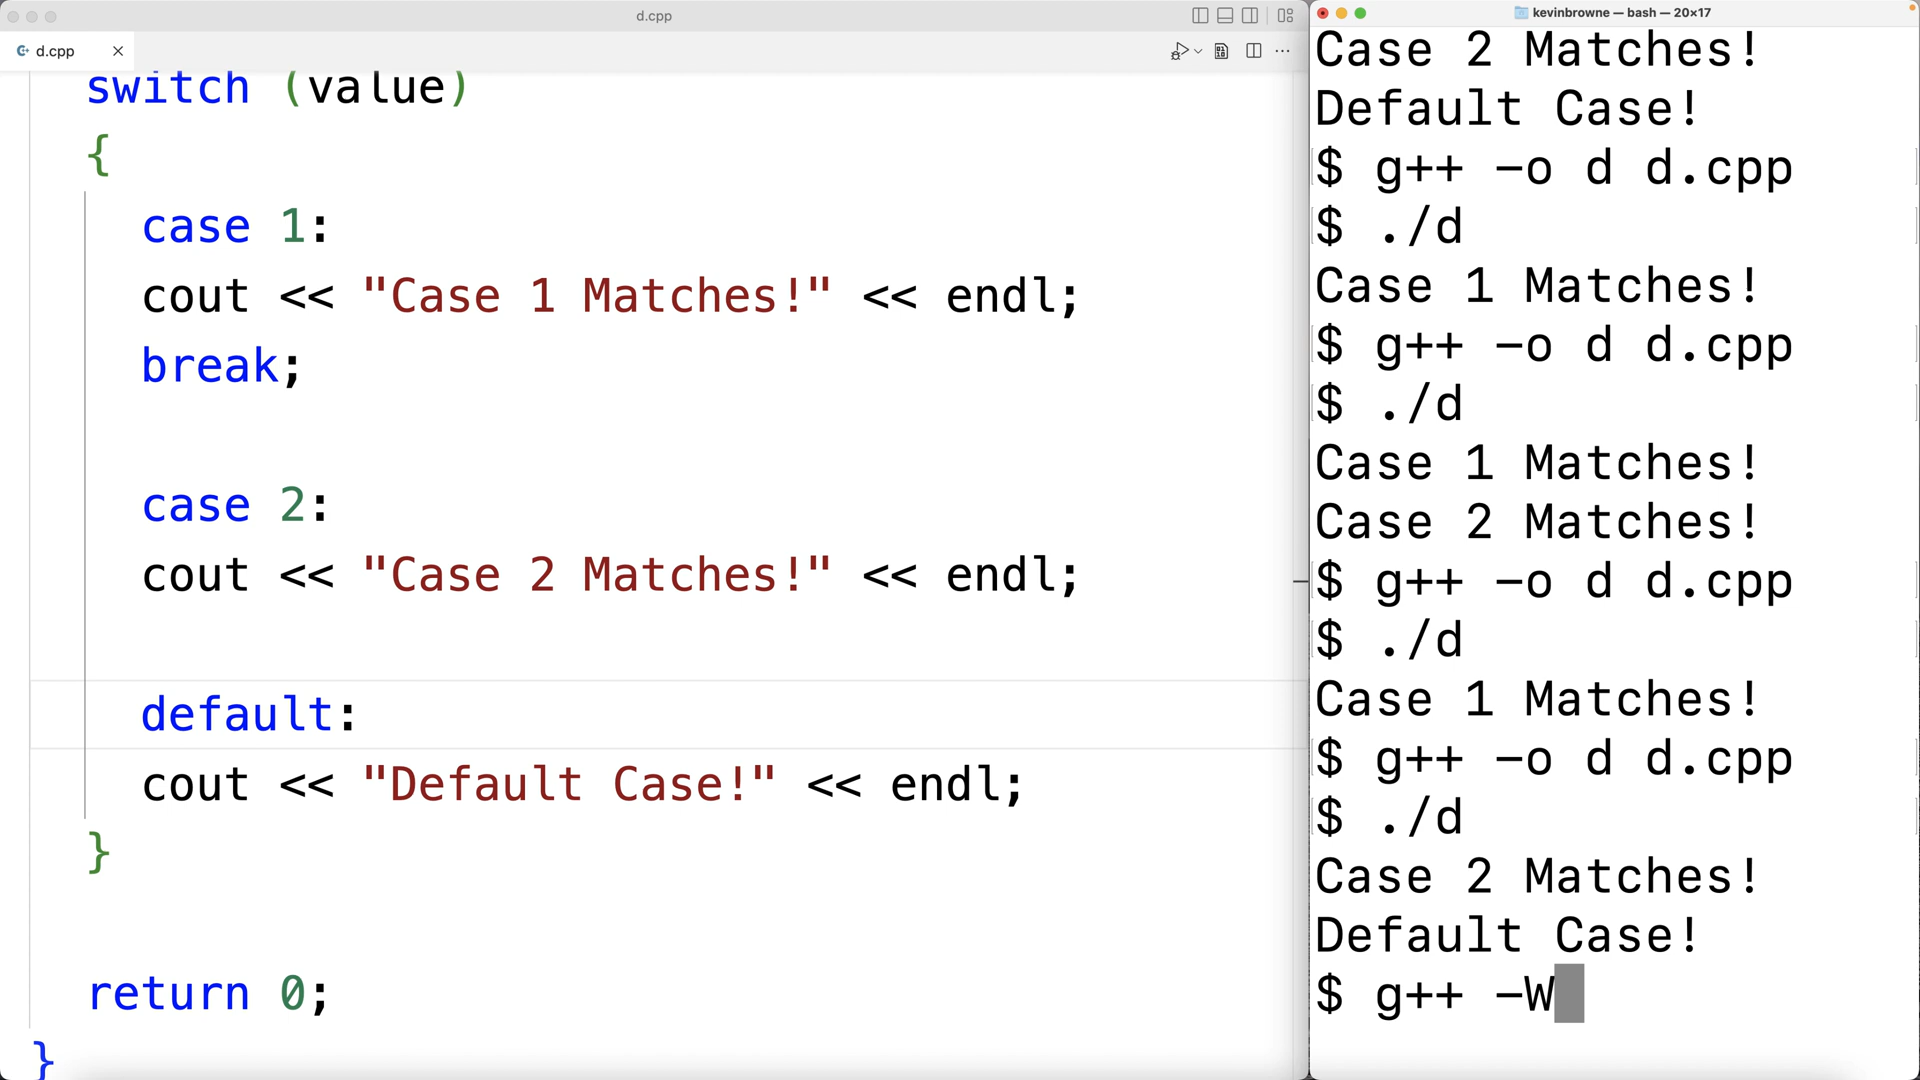 d.cpp
d.cpp
switch (value)
{
case 1:
cout << "Case 1 Matches!" << endl;
break;
case 2:
cout << "Case 2 Matches!" << endl;
default:
cout << "Default Case!" << endl;
}
return 0;
}
kevinbrowne — bash — 20×17
Case 2 Matches!
Default Case!
$ g++ -o d d.cpp
$ ./d
Case 1 Matches!
$ g++ -o d d.cpp
$ ./d
Case 1 Matches!
Case 2 Matches!
$ g++ -o d d.cpp
$ ./d
Case 1 Matches!
$ g++ -o d d.cpp
$ ./d
Case 2 Matches!
Default Case!
$ g++ -W